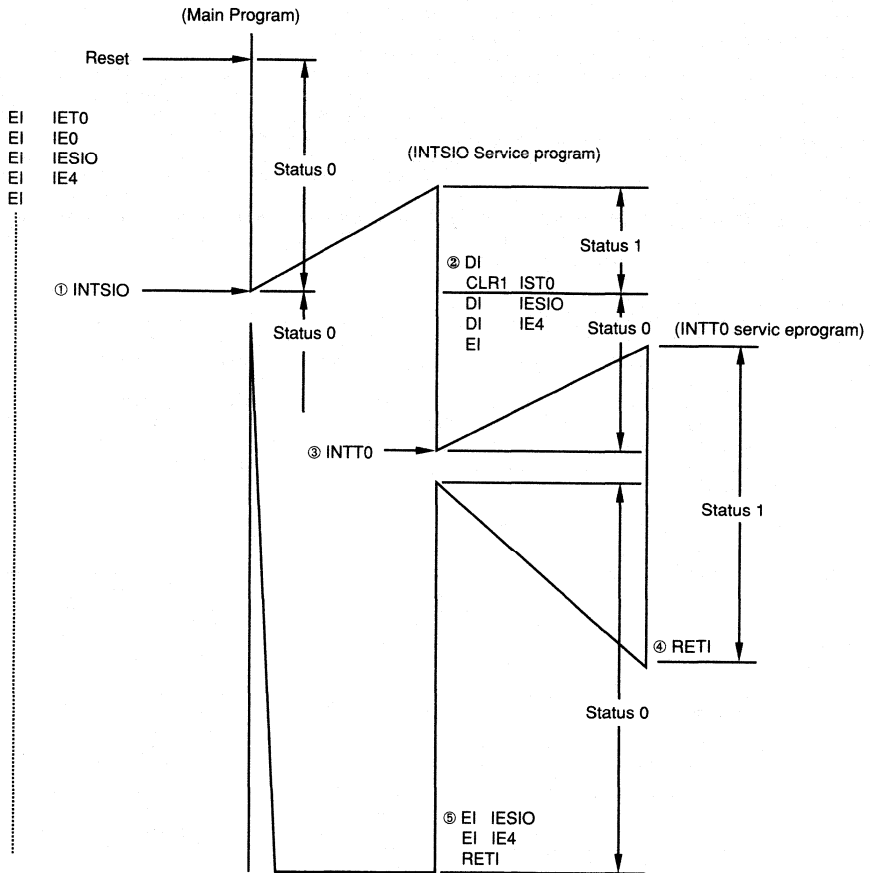 (Main Program)
Reset
EI IET0
EI IE0
EI IESIO
EI IE4
EI
Status 0
(INTSIO Service program)
Status 1
② DI
CLR1 IST0
DI IESIO
DI IE4
EI
① INTSIO
Status 0
Status 0
(INTT0 servic eprogram)
③ INTT0
Status 1
④ RETI
Status 0
⑤ EI IESIO
EI IE4
RETI